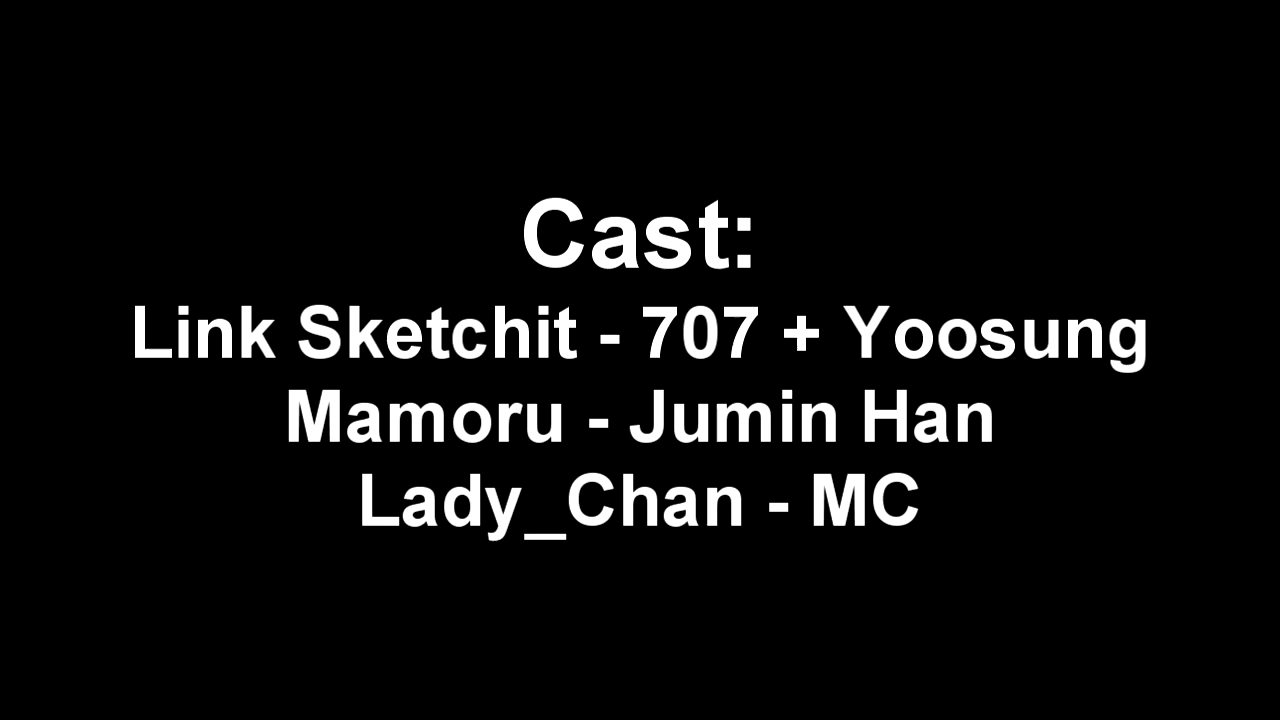 Cast:
Link Sketchit - 707 + Yoosung
Mamoru - Jumin Han
Lady_Chan - MC